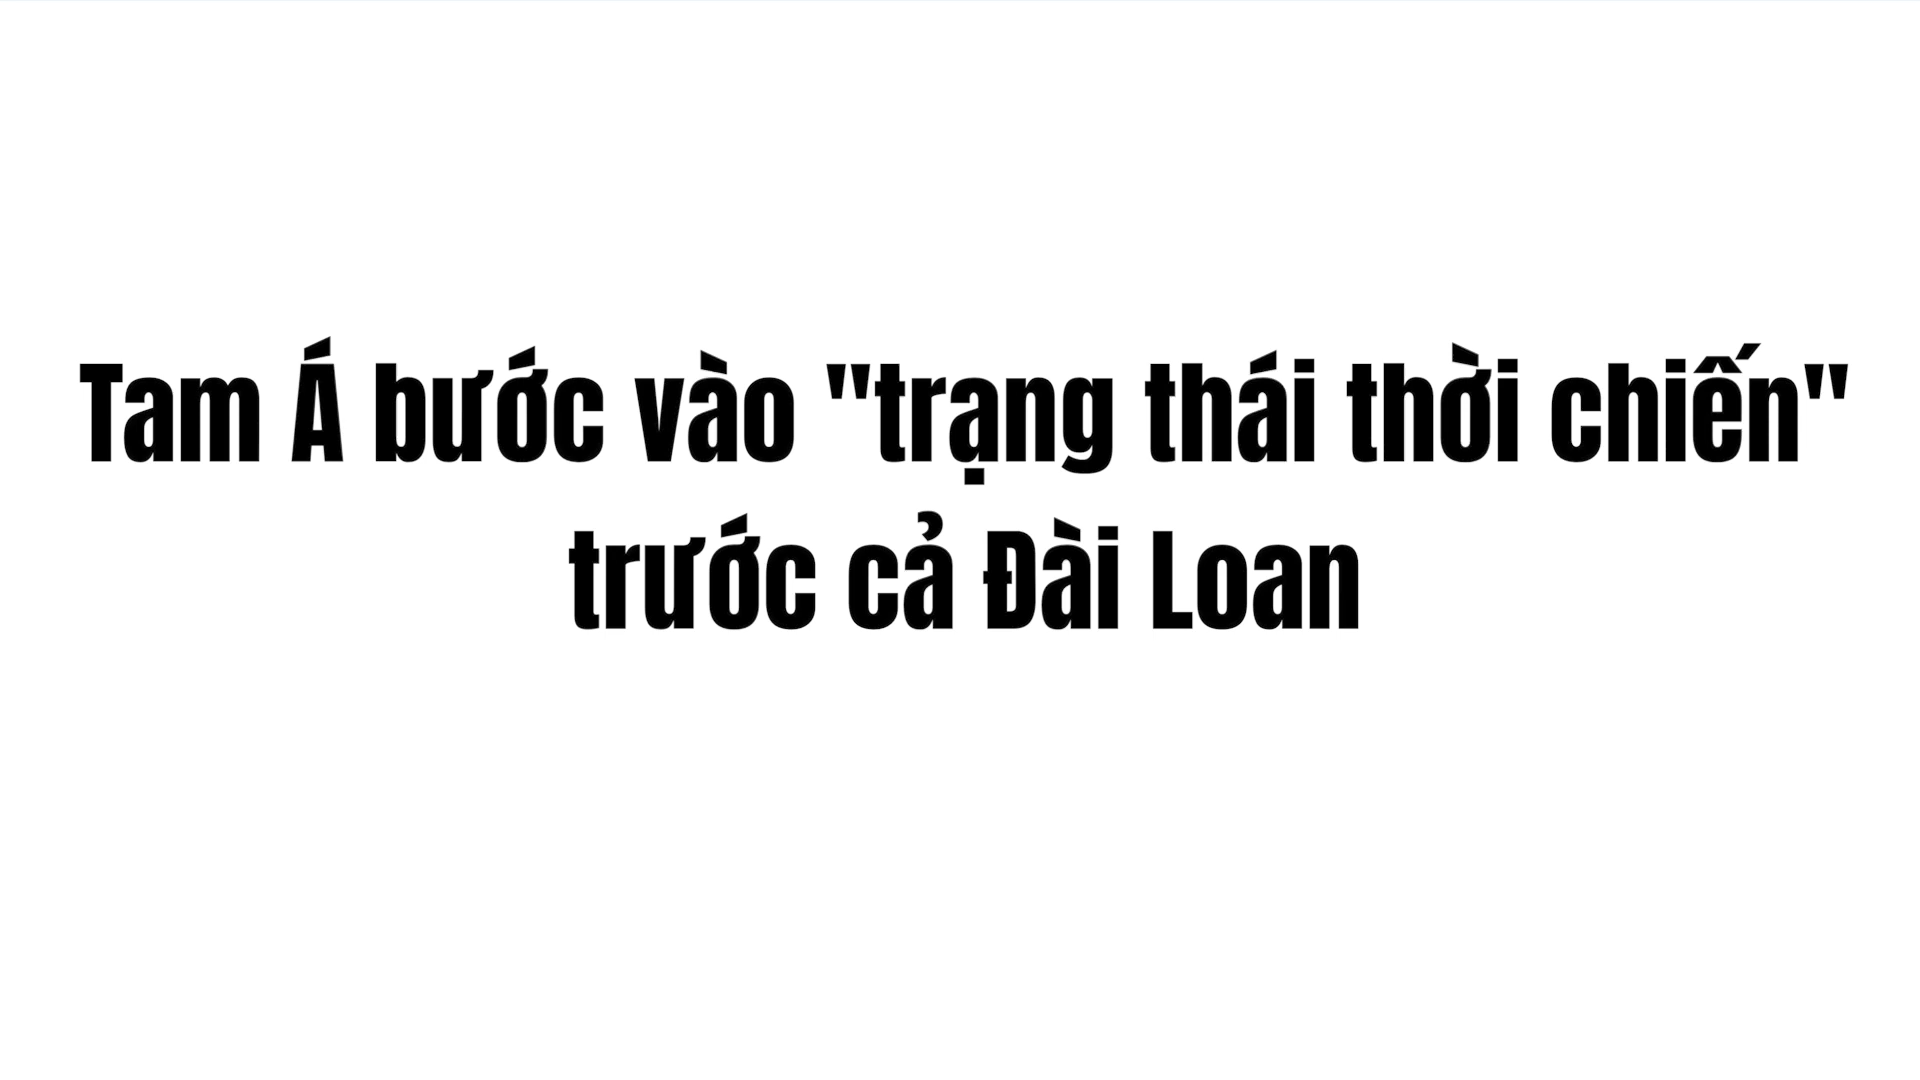 Tam Á bước vào "trạng thái thời chiến"
trước cả Đài Loan